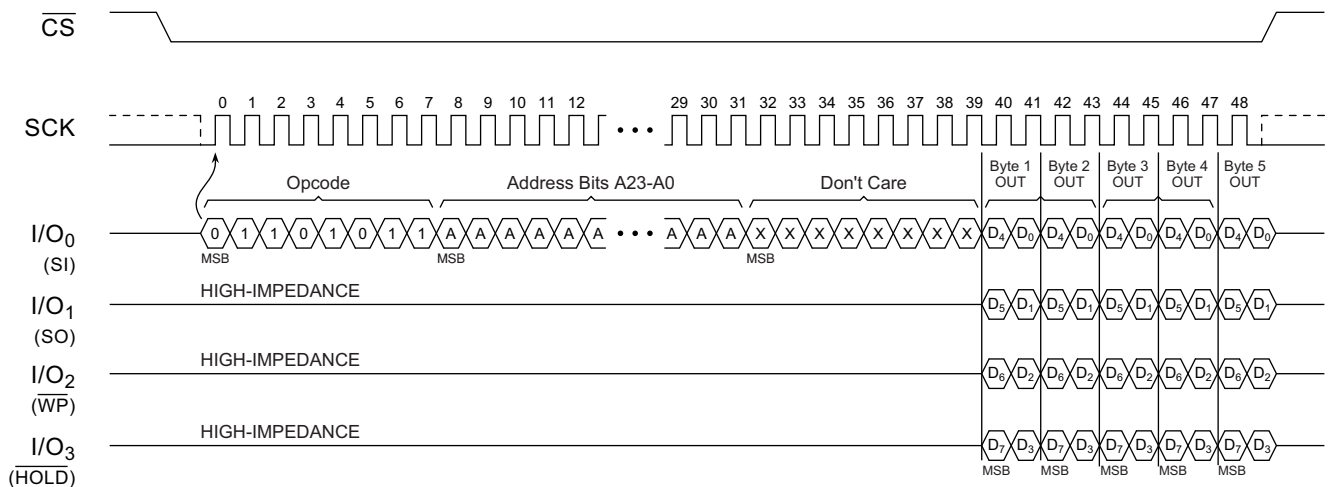 CS
SCK
0 1 2 3 4 5 6 7 8 9 10 11 12 29 30 31 32 33 34 35 36 37 38 39 40 41 42 43 44 45 46 47 48
Opcode Address Bits A23-A0 Don't Care
Byte 1 OUT Byte 2 OUT Byte 3 OUT Byte 4 OUT Byte 5 OUT
I/O0 0 1 1 0 1 0 1 1 A A A A A A A A A X X X X X X X X D4 D0 D4 D0 D4 D0 D4 D0 D4 D0
(SI) MSB MSB MSB
I/O1 HIGH-IMPEDANCE D5 D1 D5 D1 D5 D1 D5 D1 D5 D1
(SO)
I/O2 HIGH-IMPEDANCE D6 D2 D6 D2 D6 D2 D6 D2 D6 D2
(WP)
I/O3 HIGH-IMPEDANCE D7 D3 D7 D3 D7 D3 D7 D3 D7 D3
(HOLD) MSB MSB MSB MSB MSB